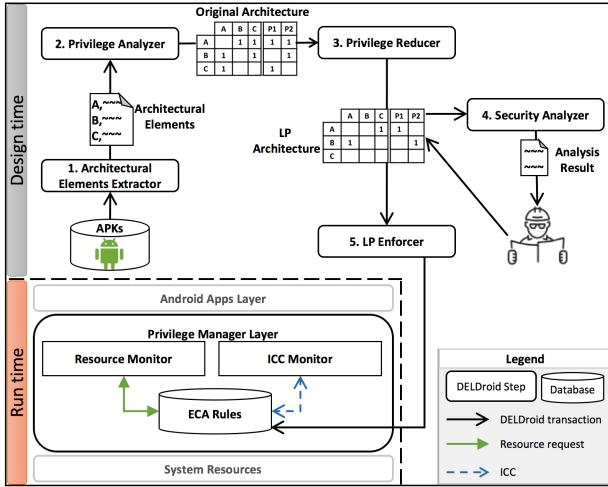 Original Architecture
2. Privilege Analyzer
A B C P1 P2
A 1 1 1 1
B 1 1 1
C 1 1
3. Privilege Reducer
A,~~~
B,~~~
C,~~~
Architectural
Elements
LP
Architecture
A B C P1 P2
A 1 1
B 1 1
C
4. Security Analyzer
~~~
~~~
Analysis
Result
1. Architectural
Elements Extractor
APKs
5. LP Enforcer
Design time
Run time
Android Apps Layer
Privilege Manager Layer
Resource Monitor
ICC Monitor
ECA Rules
System Resources
Legend
DELDroid Step
Database
DELDroid transaction
Resource request
ICC